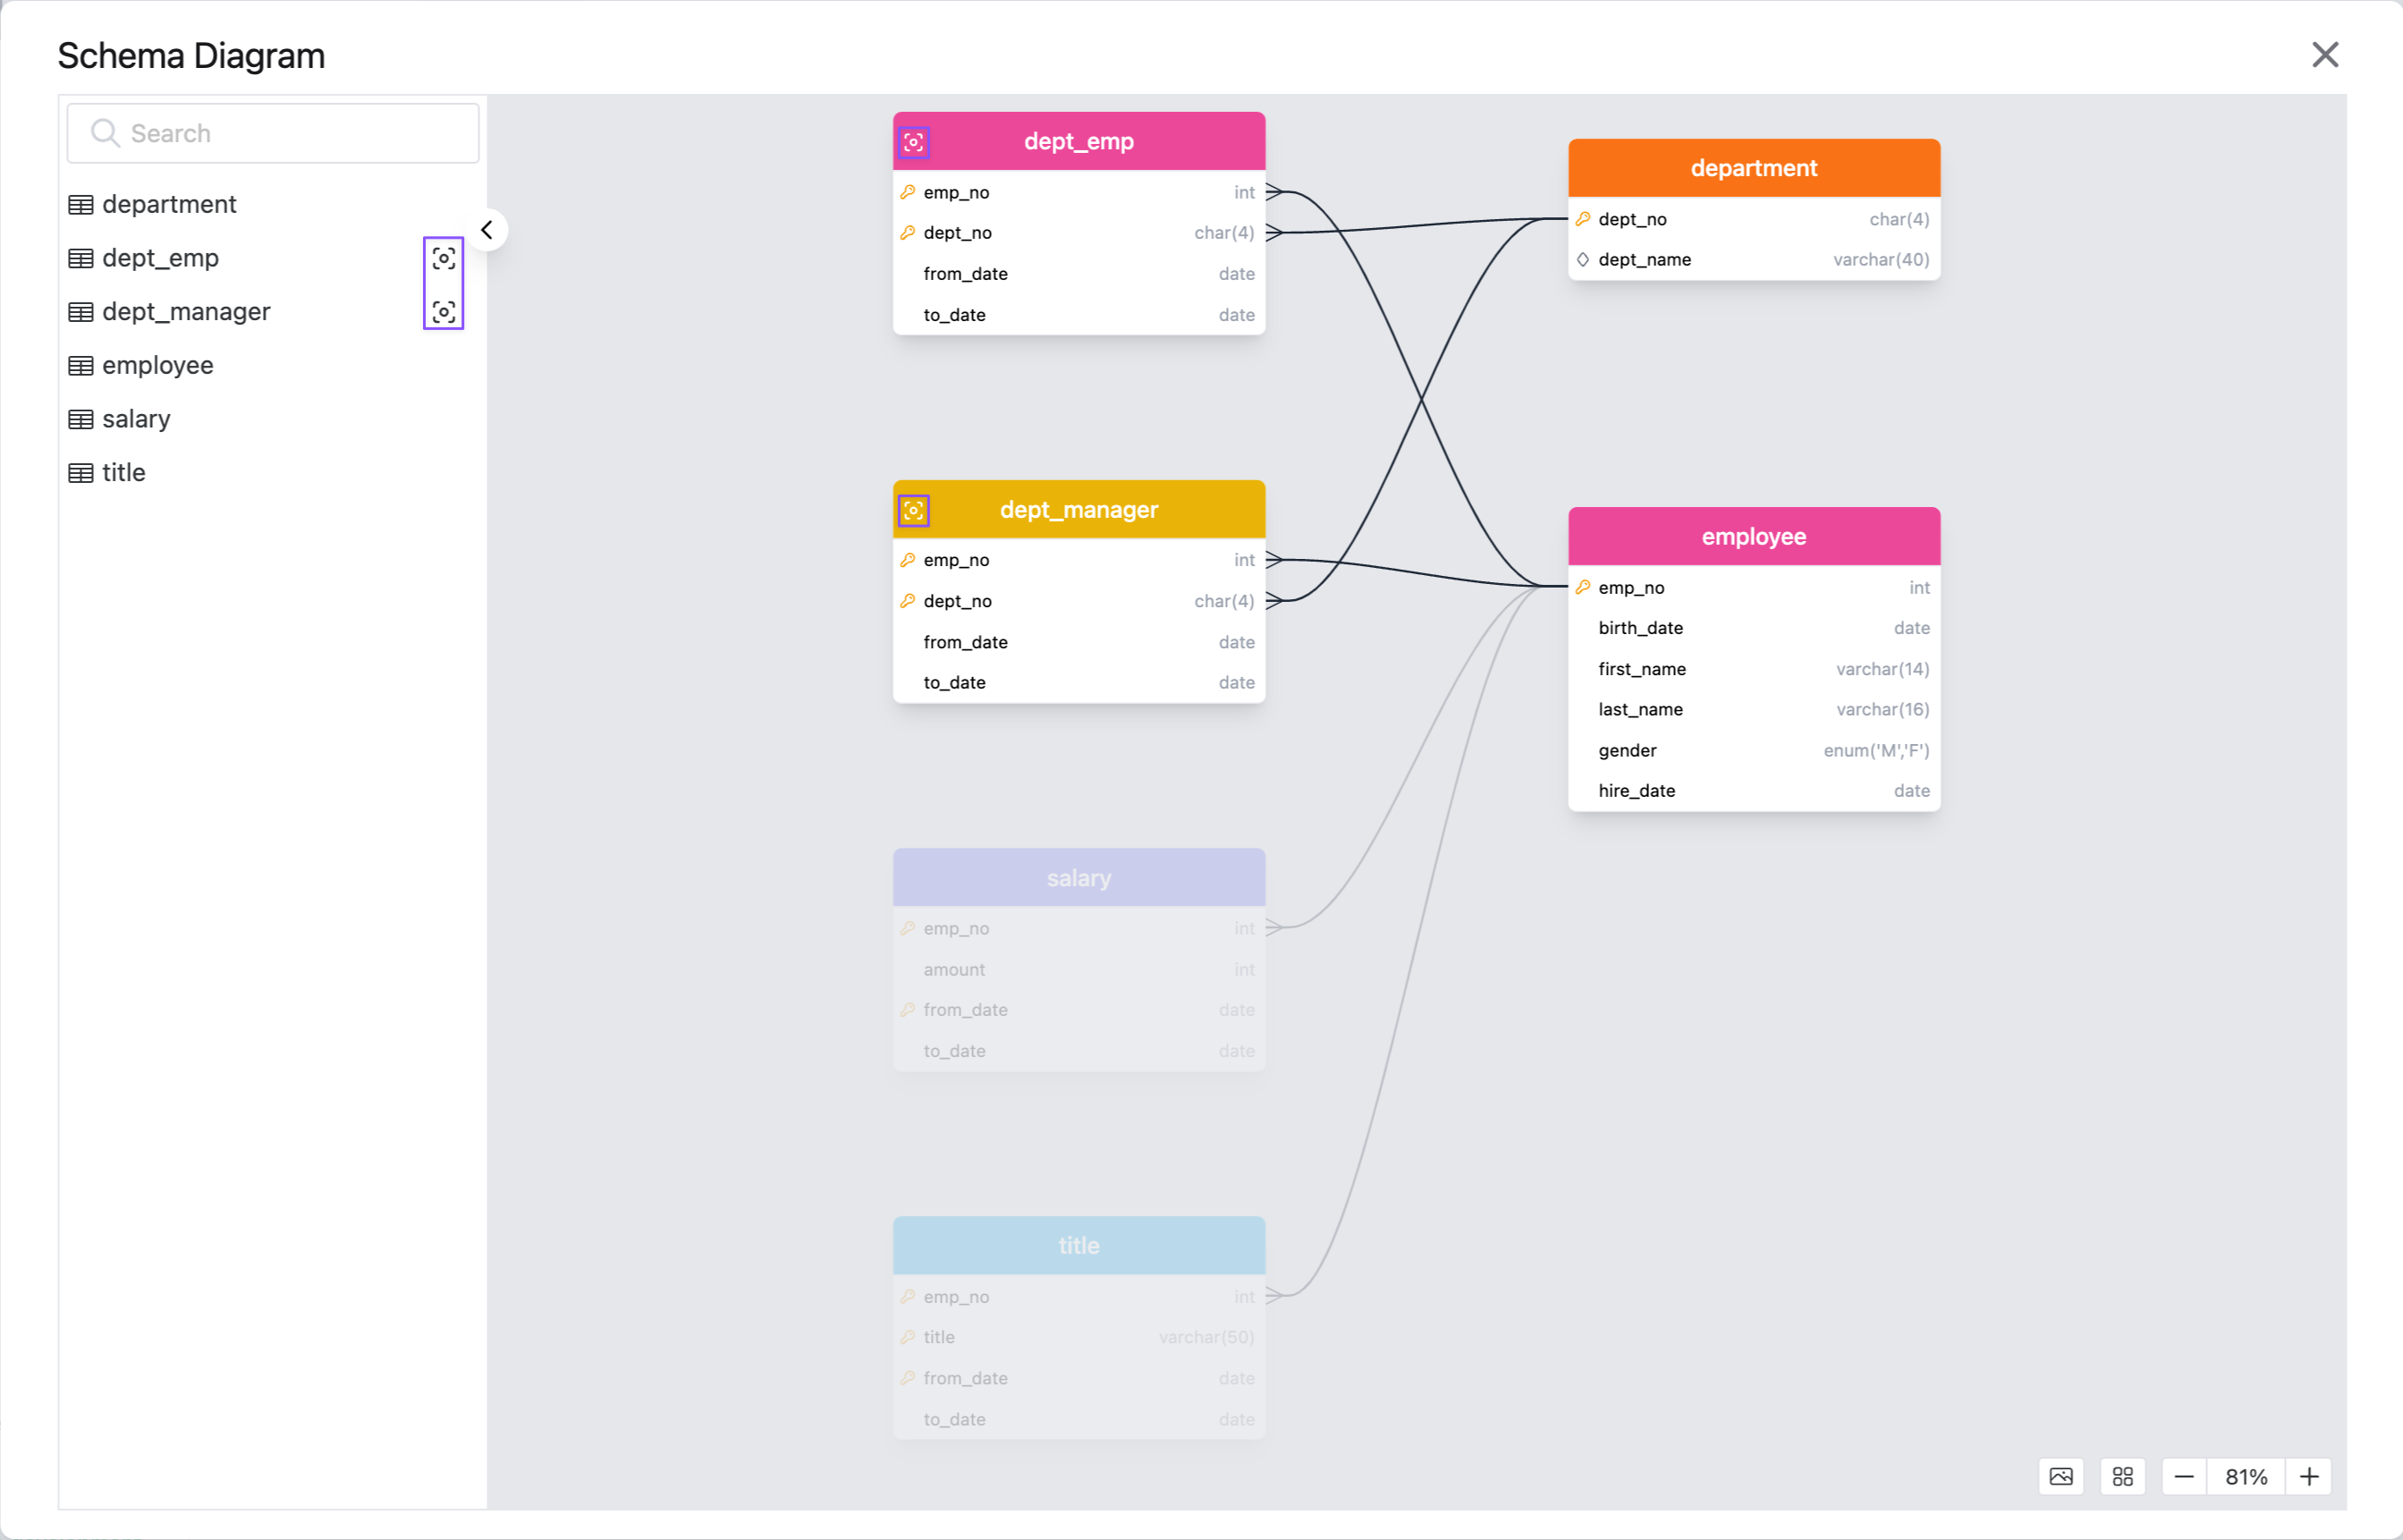 Schema Diagram
Search
department
dept_emp
dept_manager
employee
salary
title
dept_emp
emp_no int
dept_no char(4)
from_date date
to_date date
department
dept_no char(4)
dept_name varchar(40)
dept_manager
emp_no int
dept_no char(4)
from_date date
to_date date
employee
emp_no int
birth_date date
first_name varchar(14)
last_name varchar(16)
gender enum('M','F')
hire_date date
salary
emp_no int
amount int
from_date date
to_date date
title
emp_no int
title varchar(50)
from_date date
to_date date
81%